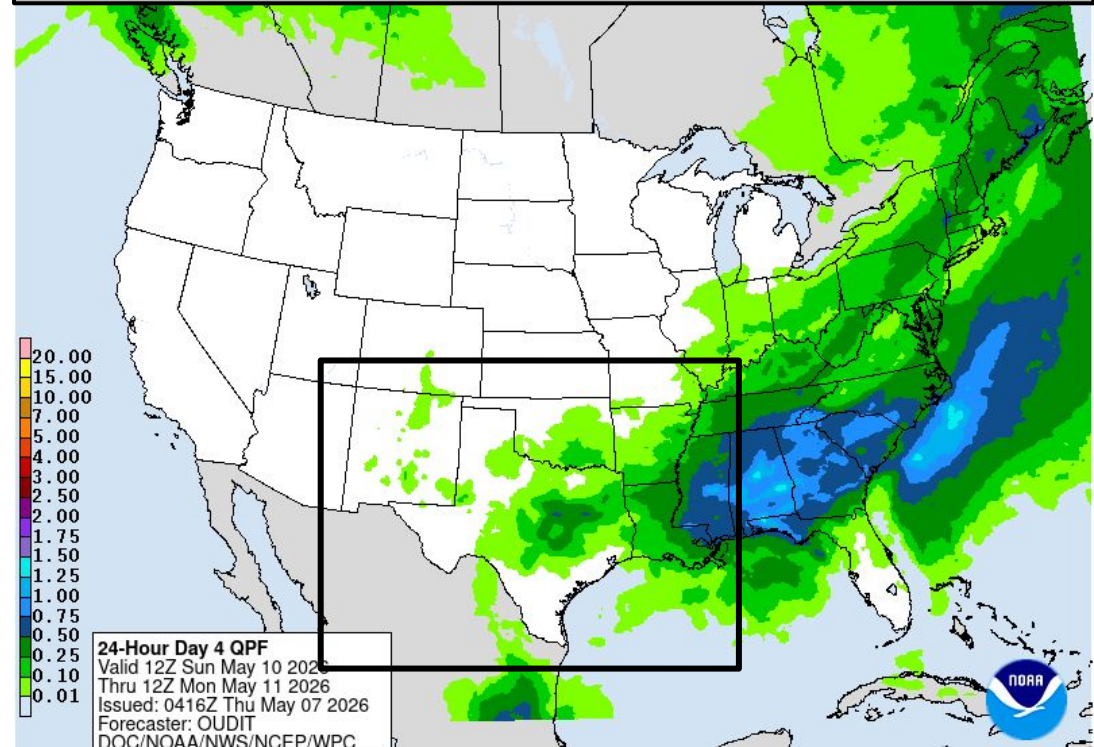 20.00
15.00
10.00
7.00
5.00
4.00
3.00
2.50
2.00
1.75
1.50
1.25
1.00
0.75
0.50
0.25
0.10
0.01
24-Hour Day 4 QPF
Valid 12Z Sun May 10 2026
Thru 12Z Mon May 11 2026
Issued: 0416Z Thu May 07 2026
Forecaster: OUDIT
DOC/NOAA/NWS/NCEP/WPC
NOAA